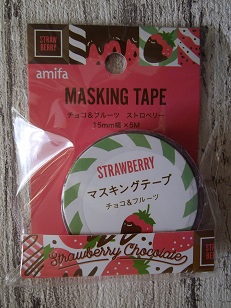 STRAW
BERRY
amifa
MASKING TAPE
チョコ&フルーツ ストロベリー
15mm幅×5M
STRAWBERRY
マスキングテープ
チョコ&フルーツ
Strawberry Chocolate